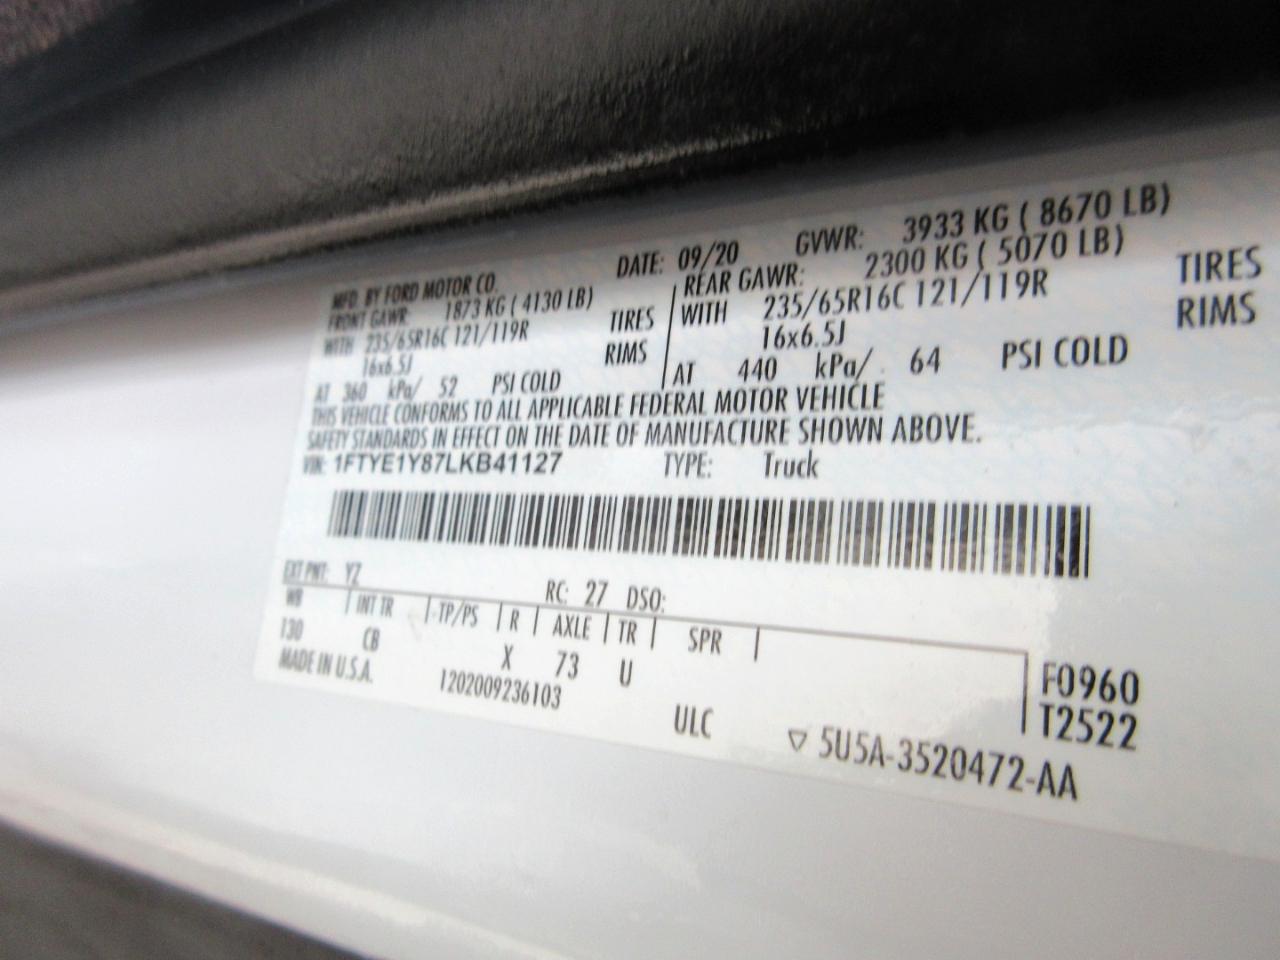 MFD. BY FORD MOTOR CO. DATE: 09/20 GVWR: 3933 KG ( 8670 LB)
FRONT GAWR: 1873 KG ( 4130 LB) REAR GAWR: 2300 KG ( 5070 LB)
WITH 235/65R16C 121/119R TIRES WITH 235/65R16C 121/119R TIRES
16x6.5J RIMS 16x6.5J RIMS
AT 360 kPa/ 52 PSI COLD AT 440 kPa/ 64 PSI COLD
THIS VEHICLE CONFORMS TO ALL APPLICABLE FEDERAL MOTOR VEHICLE
SAFETY STANDARDS IN EFFECT ON THE DATE OF MANUFACTURE SHOWN ABOVE.
VIN: 1FTYE1Y87LKB41127 TYPE: Truck
EXT PNT: YZ RC: 27 DSO:
WB INT TR TP/PS R AXLE TR SPR
130 CB X 73 U F0960
MADE IN U.S.A. 1202009236103 T2522
ULC ▽ 5U5A-3520472-AA